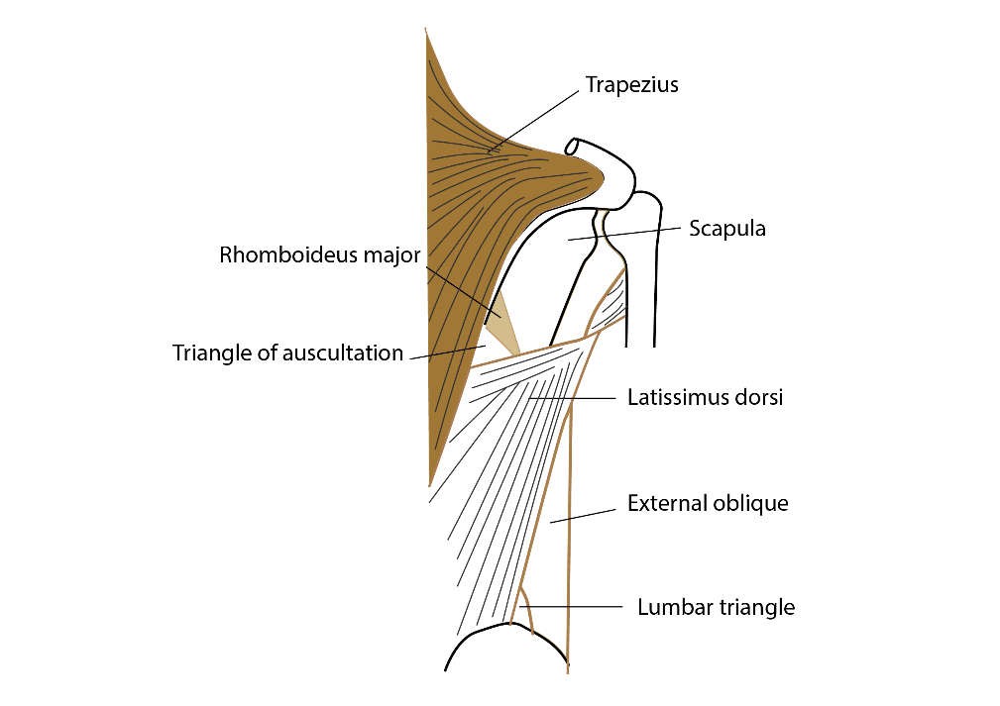 Trapezius
Scapula
Rhomboideus major
Triangle of auscultation
Latissimus dorsi
External oblique
Lumbar triangle